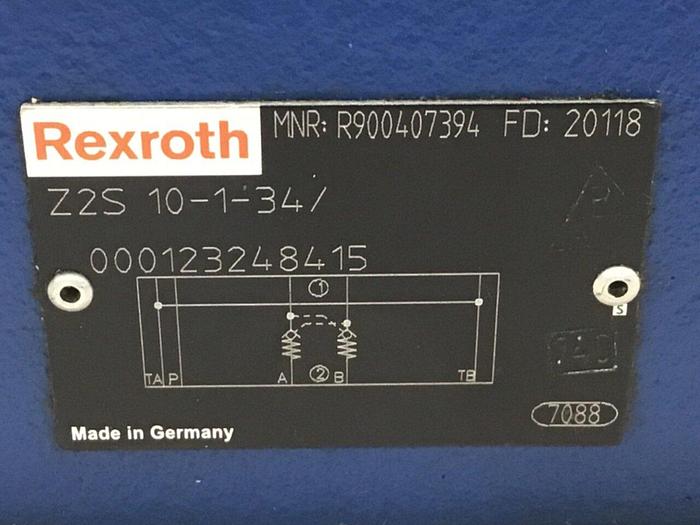 Rexroth MNR: R900407394 FD: 20118
Z2S 10-1-34/
000123248415
1
TA P A 2 B TB
S
7088
Made in Germany